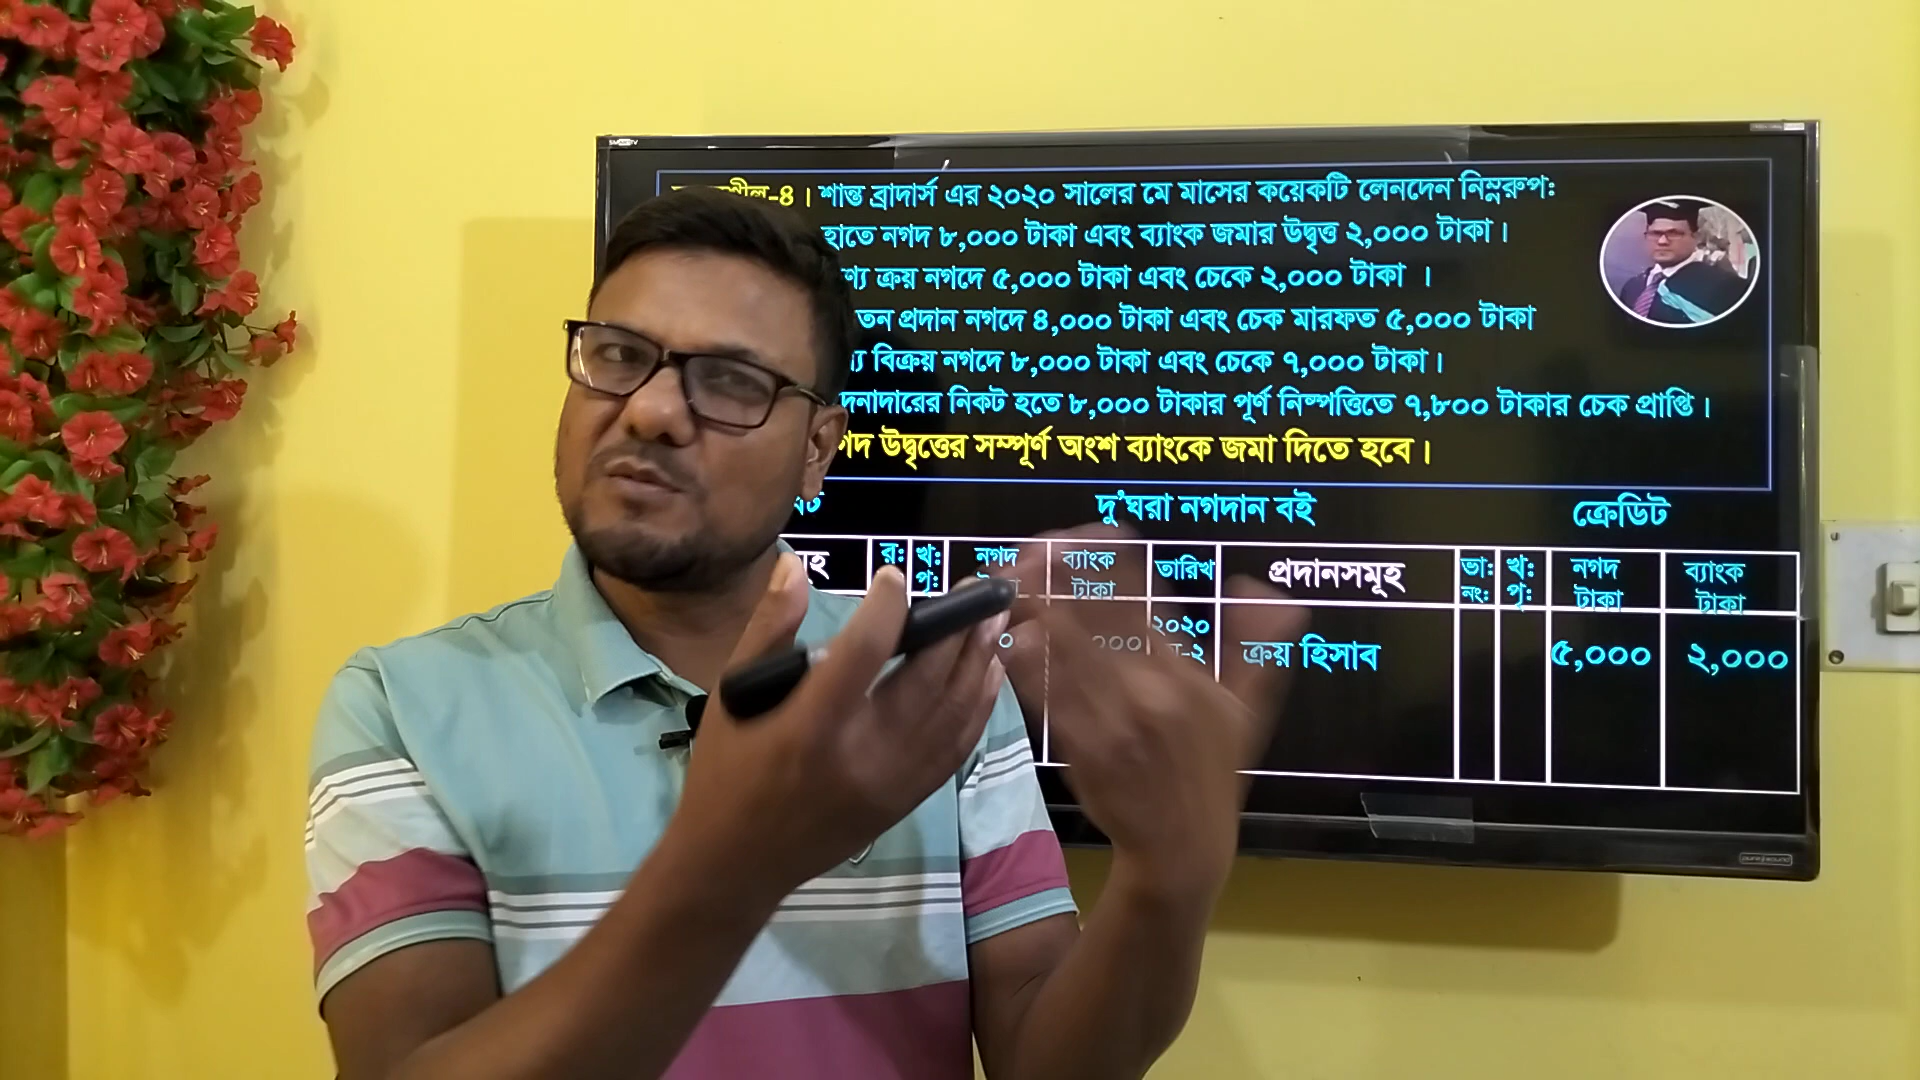 SMART TV
-৪। শান্ত ব্রাদার্স এর ২০২০ সালের মে মাসের কয়েকটি লেনদেন নিম্নরুপ:
হাতে নগদ ৮,০০০ টাকা এবং ব্যাংক জমার উদ্বৃত্ত ২,০০০ টাকা।
ক্রয় নগদে ৫,০০০ টাকা এবং চেকে ২,০০০ টাকা ।
প্রদান নগদে ৪,০০০ টাকা এবং চেক মারফত ৫,০০০ টাকা
বিক্রয় নগদে ৮,০০০ টাকা এবং চেকে ৭,০০০ টাকা।
নিকট হতে ৮,০০০ টাকার পূর্ণ নিষ্পত্তিতে ৭,৮০০ টাকার চেক প্রাপ্তি।
উদ্বৃত্তের সম্পূর্ণ অংশ ব্যাংকে জমা দিতে হবে।
দু'ঘরা নগদান বই ক্রেডিট
র: খ: পৃ: নগদ ব্যাংক টাকা তারিখ প্রদানসমূহ ভা: নং: খ: পৃ: নগদ টাকা ব্যাংক টাকা
২০২০
ক্রয় হিসাব ৫,০০০ ২,০০০